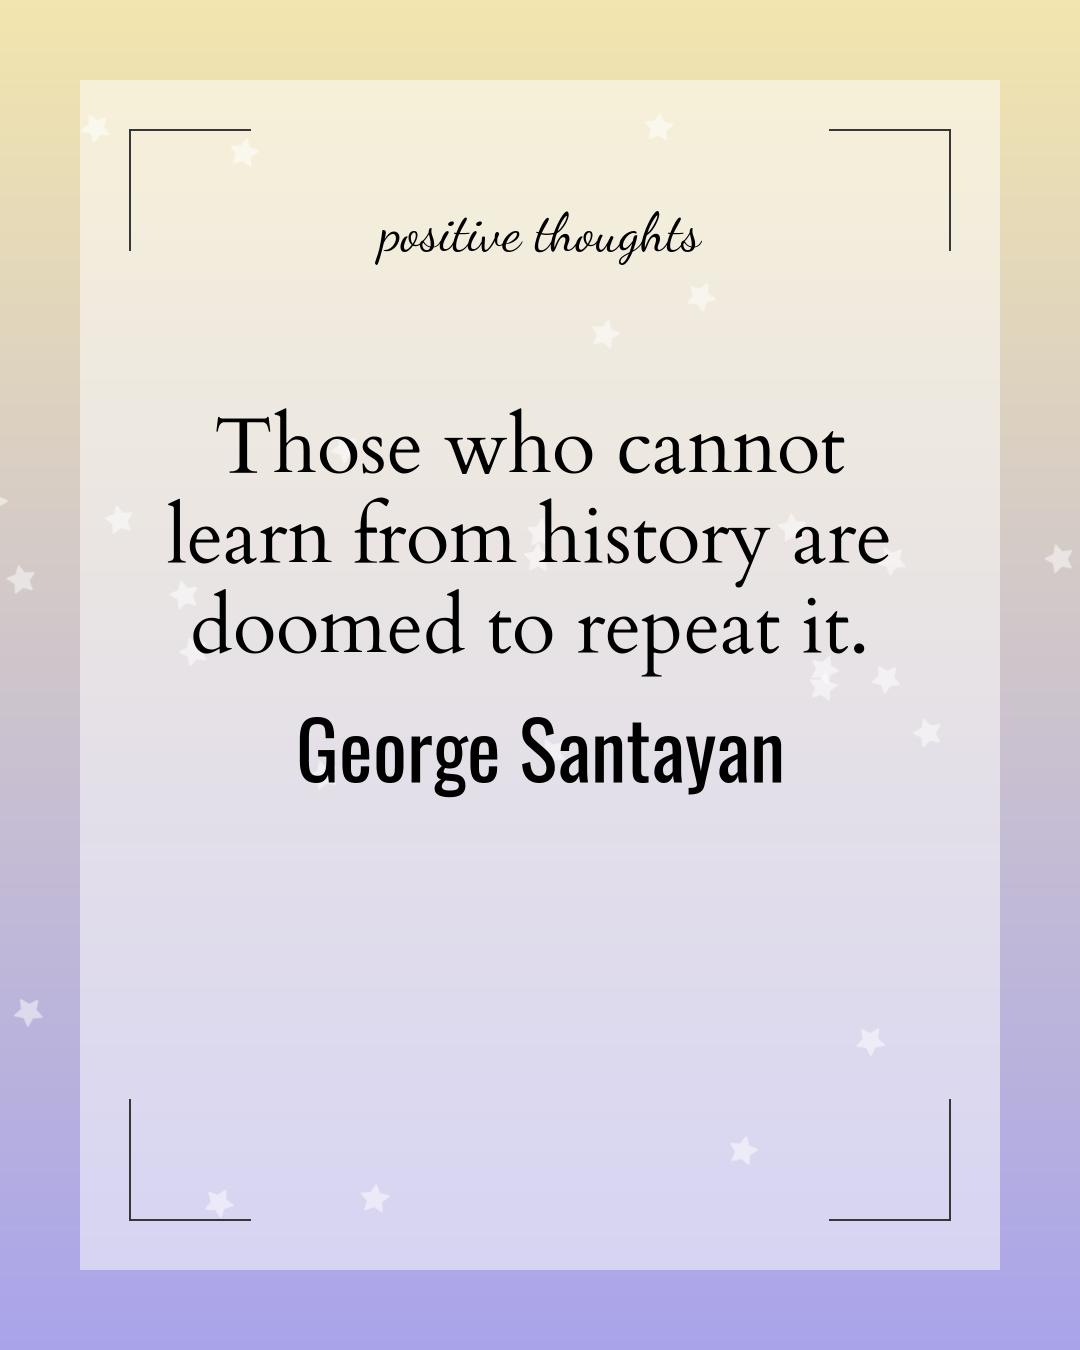 positive thoughts
Those who cannot
learn from history are
doomed to repeat it.
George Santayan